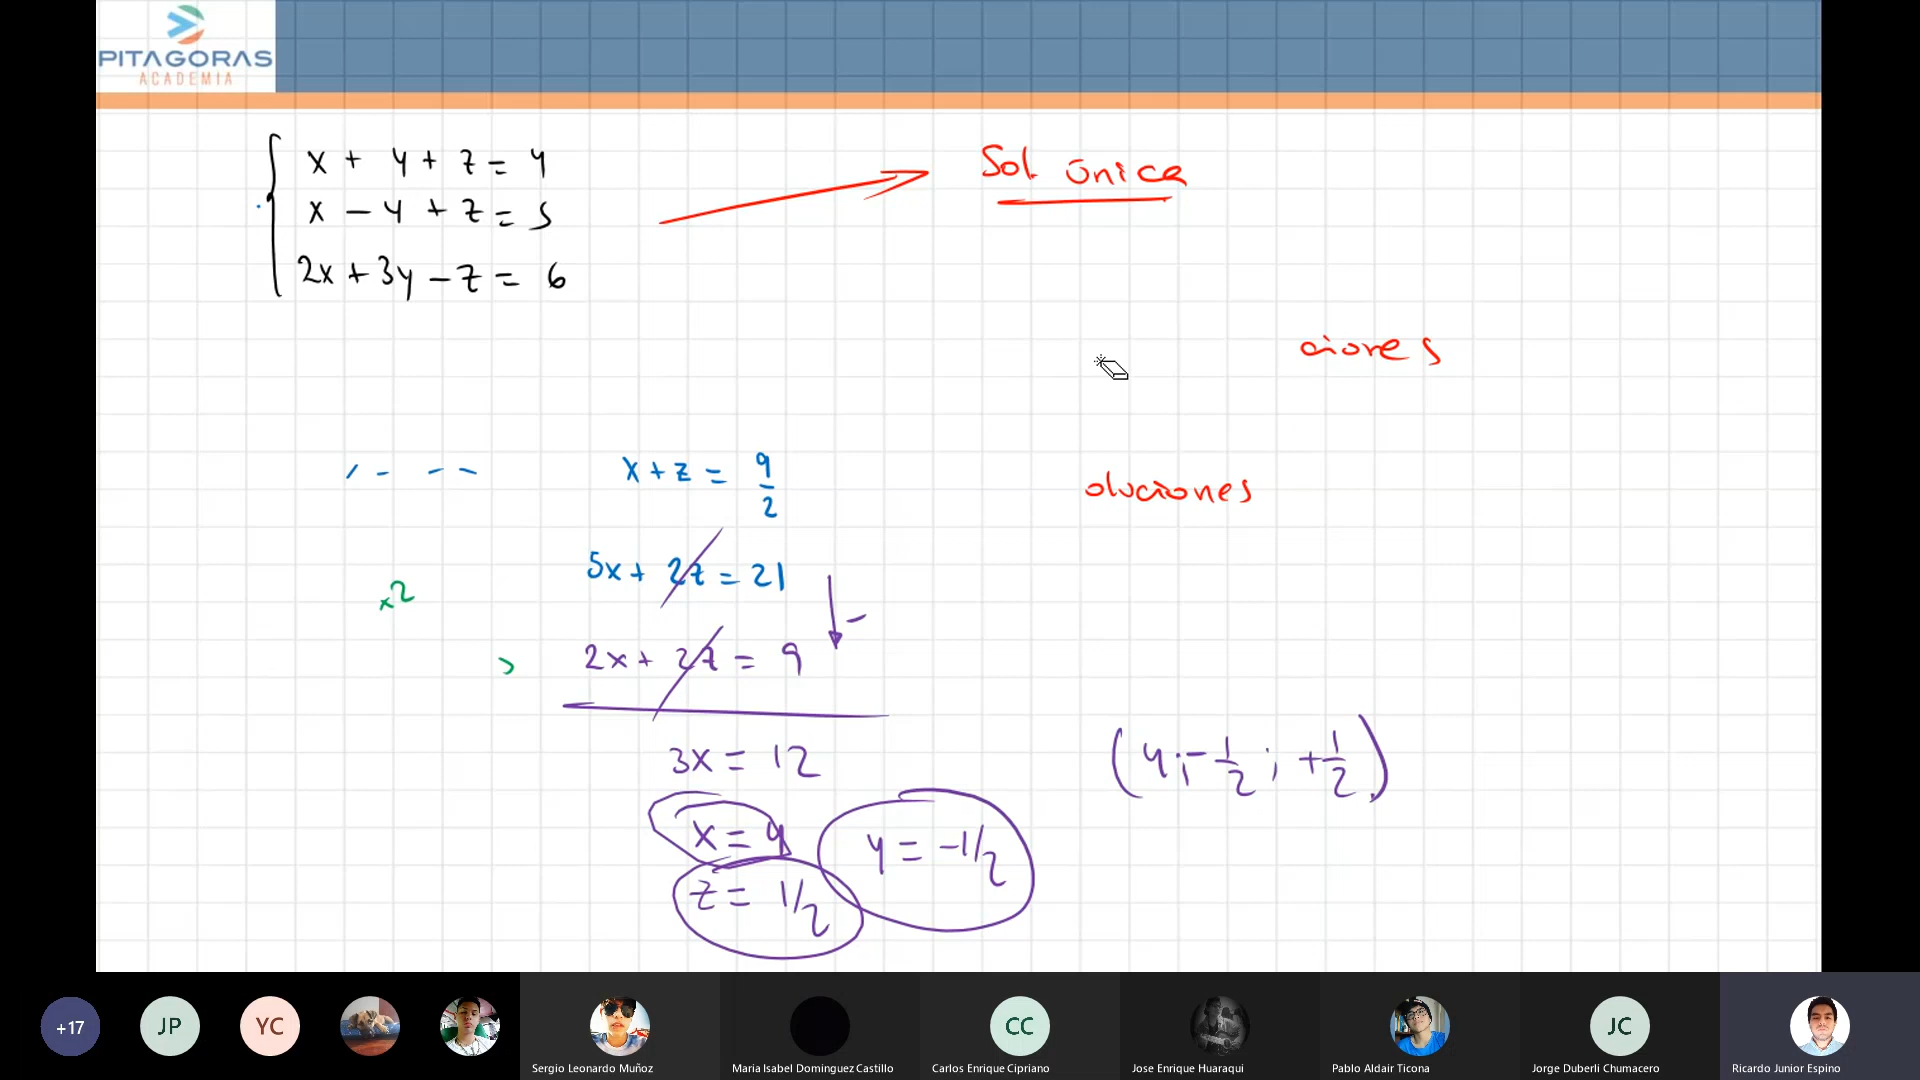 PITAGORAS
ACADEMIA
x + y + z = 4
x - y + z = 5
2x + 3y - z = 6
Sol. única
ciones
x + z = 9/2
oluciones
5x + 2z = 21
x2
-
2x + 2z = 9
3x = 12
(4; -1/2; +1/2)
x = 4
y = -1/2
z = 1/2
+17
JP
YC
CC
JC
Sergio Leonardo Muñoz
Maria Isabel Dominguez Castillo
Carlos Enrique Cipriano
Jose Enrique Huaraqui
Pablo Aldair Ticona
Jorge Duberli Chumacero
Ricardo Junior Espino